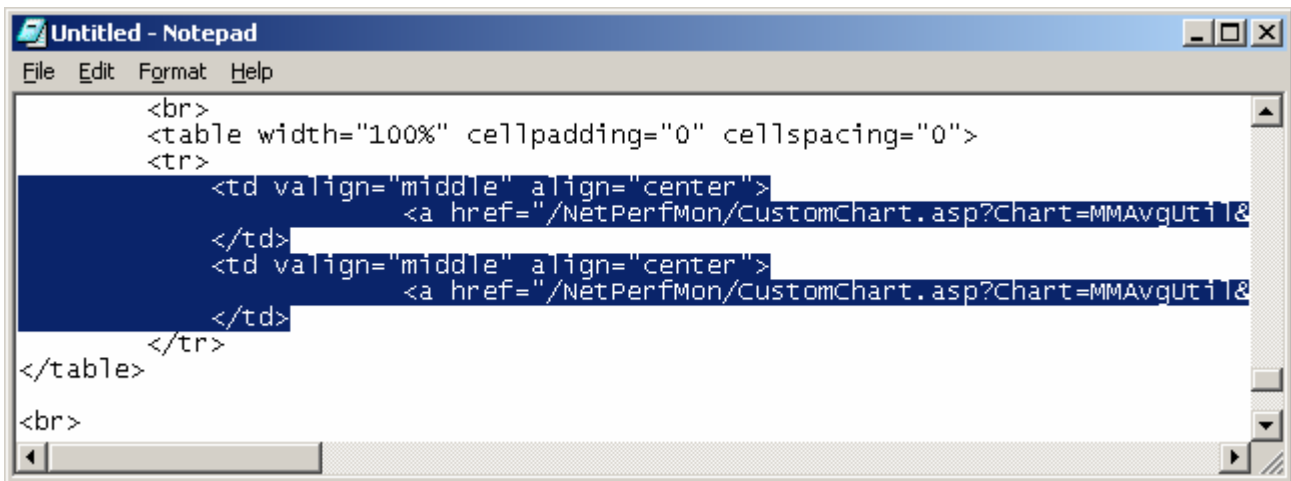 Untitled - Notepad
File Edit Format Help
<br>
<table width="100%" cellpadding="0" cellspacing="0">
<tr>
<td valign="middle" align="center">
<a href="/NetPerfMon/CustomChart.asp?Chart=MMAvgUtil&
</td>
<td valign="middle" align="center">
<a href="/NetPerfMon/CustomChart.asp?Chart=MMAvgUtil&
</td>
</tr>
</table>
<br>